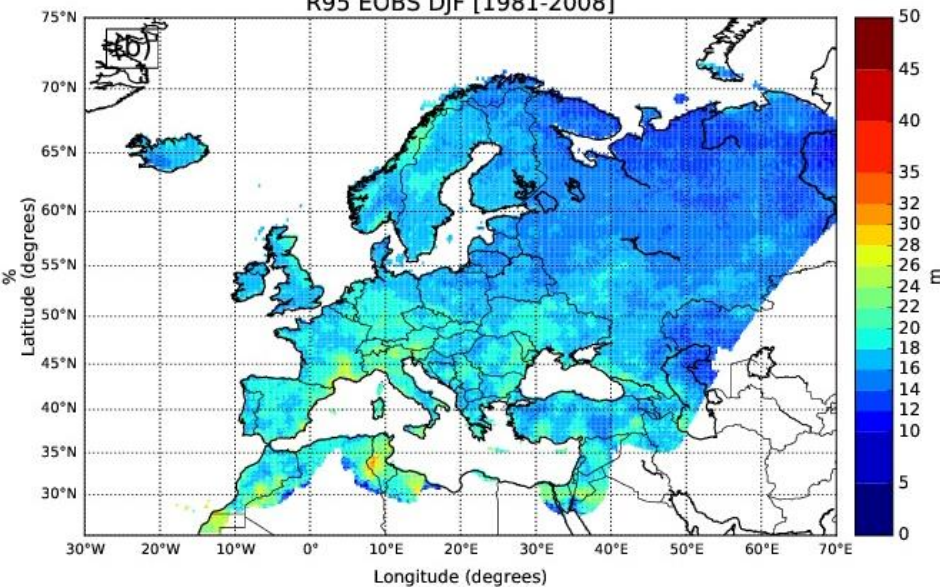 R95 EOBS DJF [1981-2008]
b)
75°N
70°N
65°N
60°N
55°N
50°N
45°N
40°N
35°N
30°N
%
Latitude (degrees)
30°W 20°W 10°W 0° 10°E 20°E 30°E 40°E 50°E 60°E 70°E
Longitude (degrees)
50
45
40
35
32
30
28
26
24
22
20
18
16
14
12
10
5
0
m